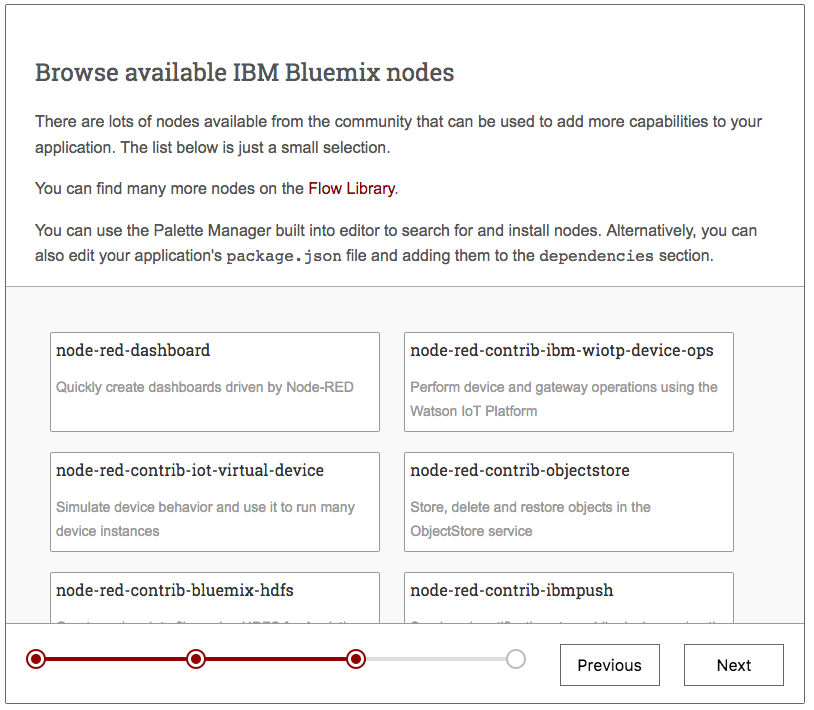 Browse available IBM Bluemix nodes
There are lots of nodes available from the community that can be used to add more capabilities to your
application. The list below is just a small selection.
You can find many more nodes on the Flow Library.
You can use the Palette Manager built into editor to search for and install nodes. Alternatively, you can
also edit your application's package.json file and adding them to the dependencies section.
node-red-dashboard
Quickly create dashboards driven by Node-RED
node-red-contrib-ibm-wiotp-device-ops
Perform device and gateway operations using the
Watson IoT Platform
node-red-contrib-iot-virtual-device
Simulate device behavior and use it to run many
device instances
node-red-contrib-objectstore
Store, delete and restore objects in the
ObjectStore service
node-red-contrib-bluemix-hdfs
node-red-contrib-ibmpush
Previous
Next